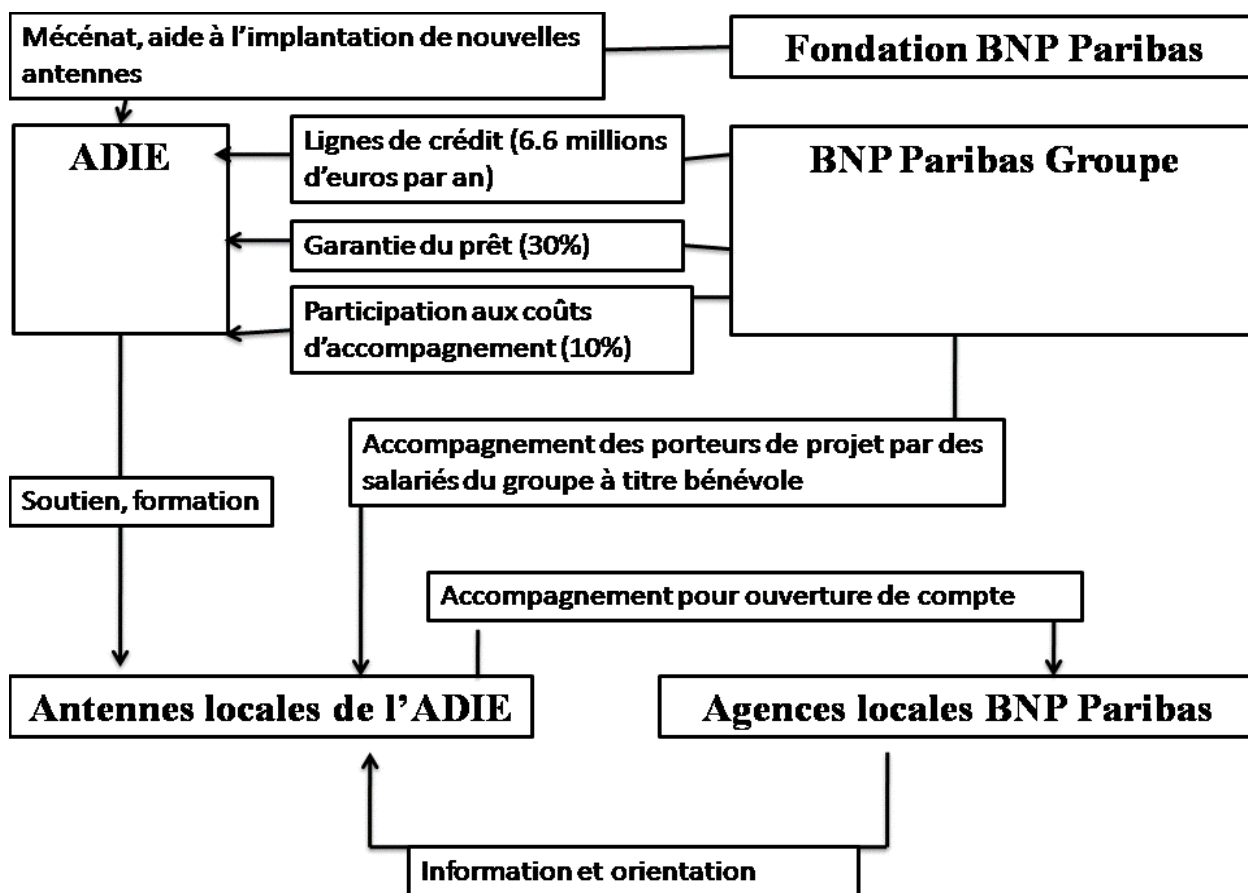 Mécénat, aide à l’implantation de nouvelles
antennes
Fondation BNP Paribas
ADIE
Lignes de crédit (6.6 millions
d’euros par an)
BNP Paribas Groupe
Garantie du prêt (30%)
Participation aux coûts
d’accompagnement (10%)
Accompagnement des porteurs de projet par des
salariés du groupe à titre bénévole
Soutien, formation
Accompagnement pour ouverture de compte
Antennes locales de l’ADIE
Agences locales BNP Paribas
Information et orientation